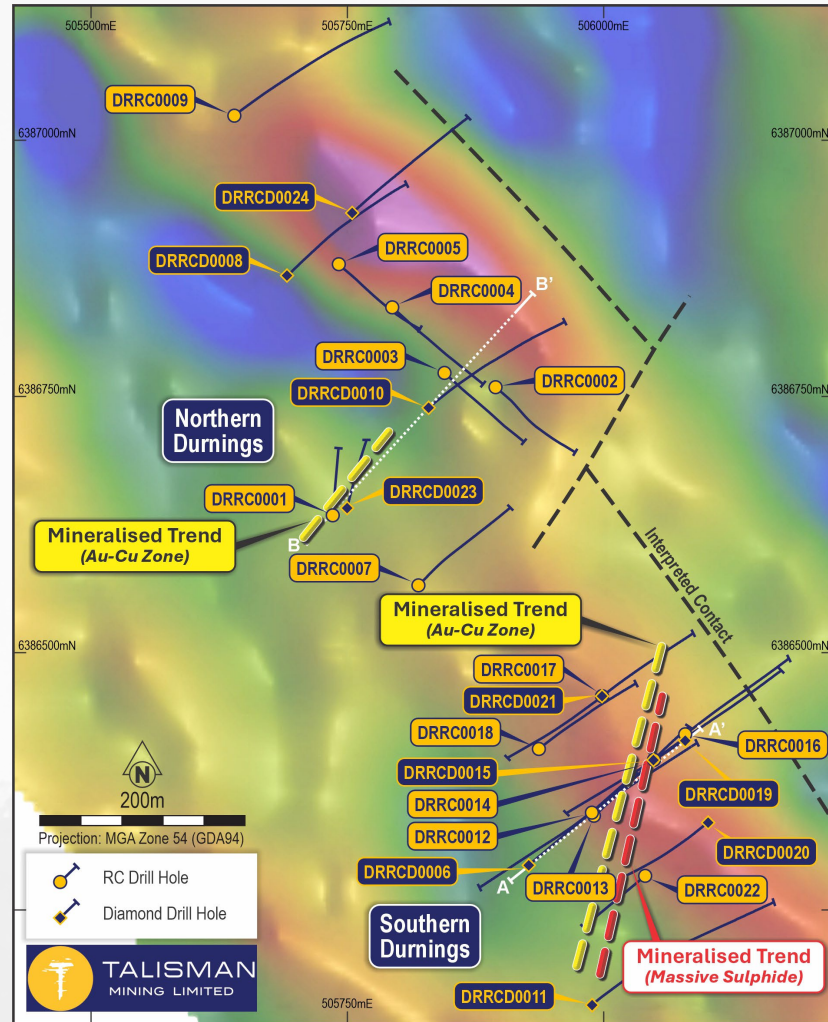 505500mE
505750mE
506000mE
DRRC0009
6387000mN
6387000mN
DRRCD0024
DRRC0005
DRRCD0008
DRRC0004
B'
DRRC0003
DRRC0002
6386750mN
6386750mN
DRRCD0010
Northern
Durnings
DRRC0001
DRRCD0023
Mineralised Trend
(Au-Cu Zone)
B
DRRC0007
Interpreted Contact
Mineralised Trend
(Au-Cu Zone)
6386500mN
6386500mN
DRRC0017
DRRCD0021
DRRC0018
A'
DRRC0016
DRRCD0015
N
200m
DRRC0014
DRRCD0019
Projection: MGA Zone 54 (GDA94)
DRRC0012
DRRCD0020
DRRCD0006
RC Drill Hole
A
DRRC0013
DRRC0022
Diamond Drill Hole
Southern
Durnings
Mineralised Trend
(Massive Sulphide)
TALISMAN
MINING LIMITED
DRRCD0011
505750mE